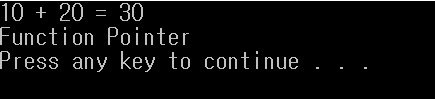 10 + 20 = 30
Function Pointer
Press any key to continue . . .